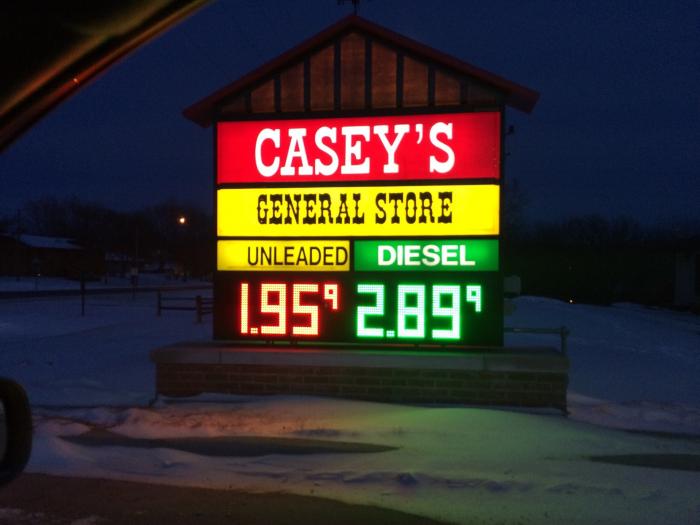 CASEY'S
GENERAL STORE
UNLEADED DIESEL
1.95⁹ 2.89⁹